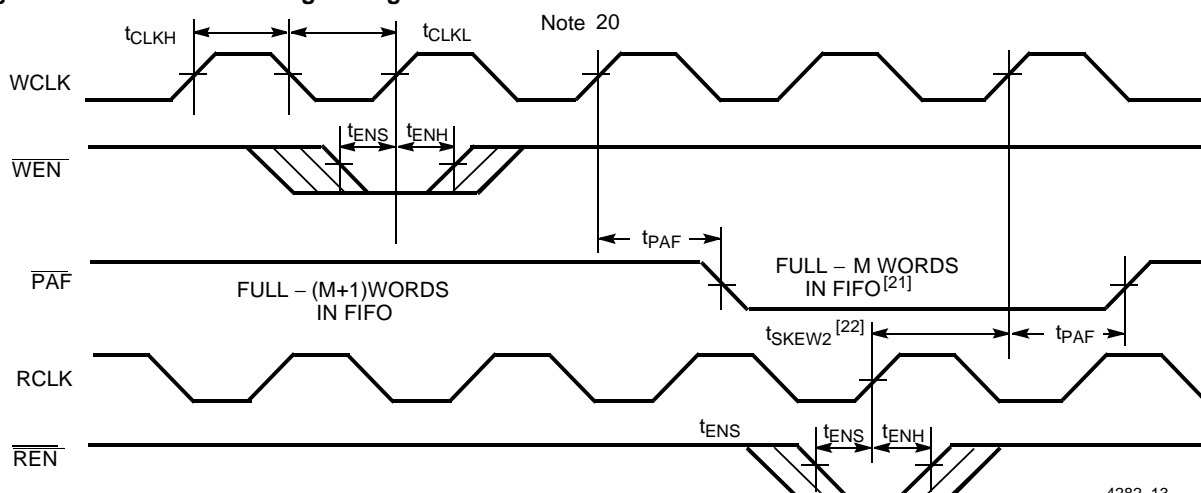 Note 20
tCLKH
tCLKL
WCLK
tENS
tENH
WEN
tPAF
PAF
FULL – (M+1)WORDS
IN FIFO
FULL – M WORDS
IN FIFO[21]
tSKEW2 [22]
tPAF
RCLK
tENS
tENS
tENH
REN